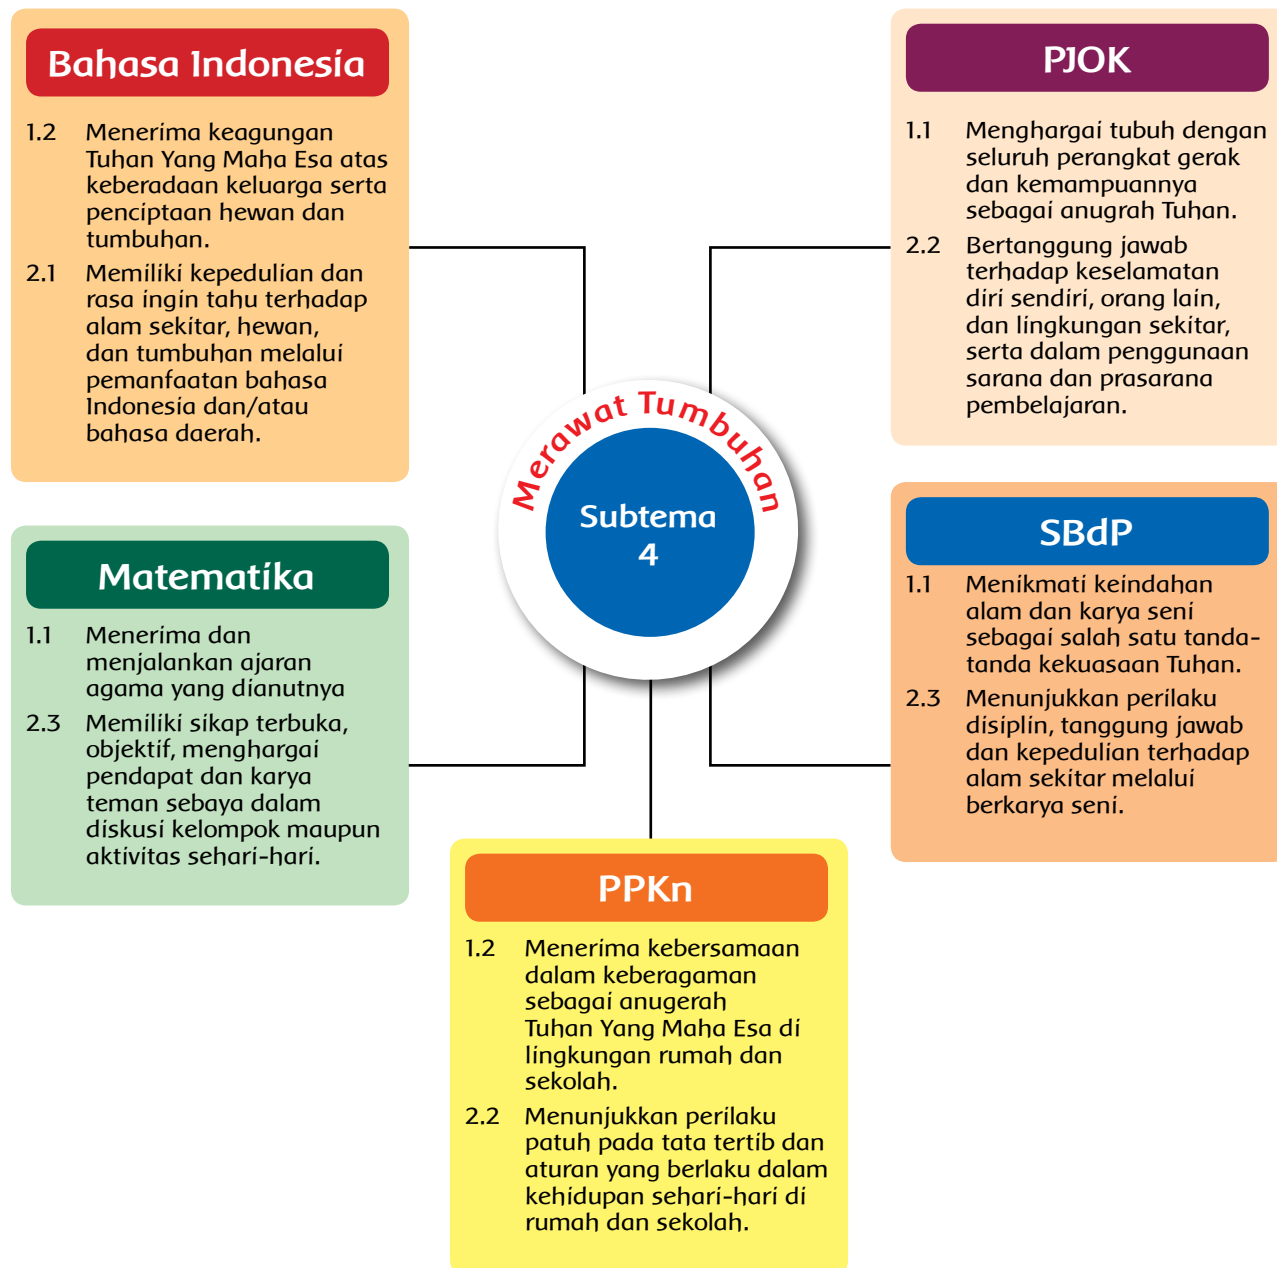 Bahasa Indonesia
1.2 Menerima keagungan
Tuhan Yang Maha Esa atas
keberadaan keluarga serta
penciptaan hewan dan
tumbuhan.
2.1 Memiliki kepedulian dan
rasa ingin tahu terhadap
alam sekitar, hewan,
dan tumbuhan melalui
pemanfaatan bahasa
Indonesia dan/atau
bahasa daerah.
PJOK
1.1 Menghargai tubuh dengan
seluruh perangkat gerak
dan kemampuannya
sebagai anugrah Tuhan.
2.2 Bertanggung jawab
terhadap keselamatan
diri sendiri, orang lain,
dan lingkungan sekitar,
serta dalam penggunaan
sarana dan prasarana
pembelajaran.
Merawat Tumbuhan
Subtema
4
Matematika
1.1 Menerima dan
menjalankan ajaran
agama yang dianutnya
2.3 Memiliki sikap terbuka,
objektif, menghargai
pendapat dan karya
teman sebaya dalam
diskusi kelompok maupun
aktivitas sehari-hari.
SBdP
1.1 Menikmati keindahan
alam dan karya seni
sebagai salah satu tanda-
tanda kekuasaan Tuhan.
2.3 Menunjukkan perilaku
disiplin, tanggung jawab
dan kepedulian terhadap
alam sekitar melalui
berkarya seni.
PPKn
1.2 Menerima kebersamaan
dalam keberagaman
sebagai anugerah
Tuhan Yang Maha Esa di
lingkungan rumah dan
sekolah.
2.2 Menunjukkan perilaku
patuh pada tata tertib dan
aturan yang berlaku dalam
kehidupan sehari-hari di
rumah dan sekolah.